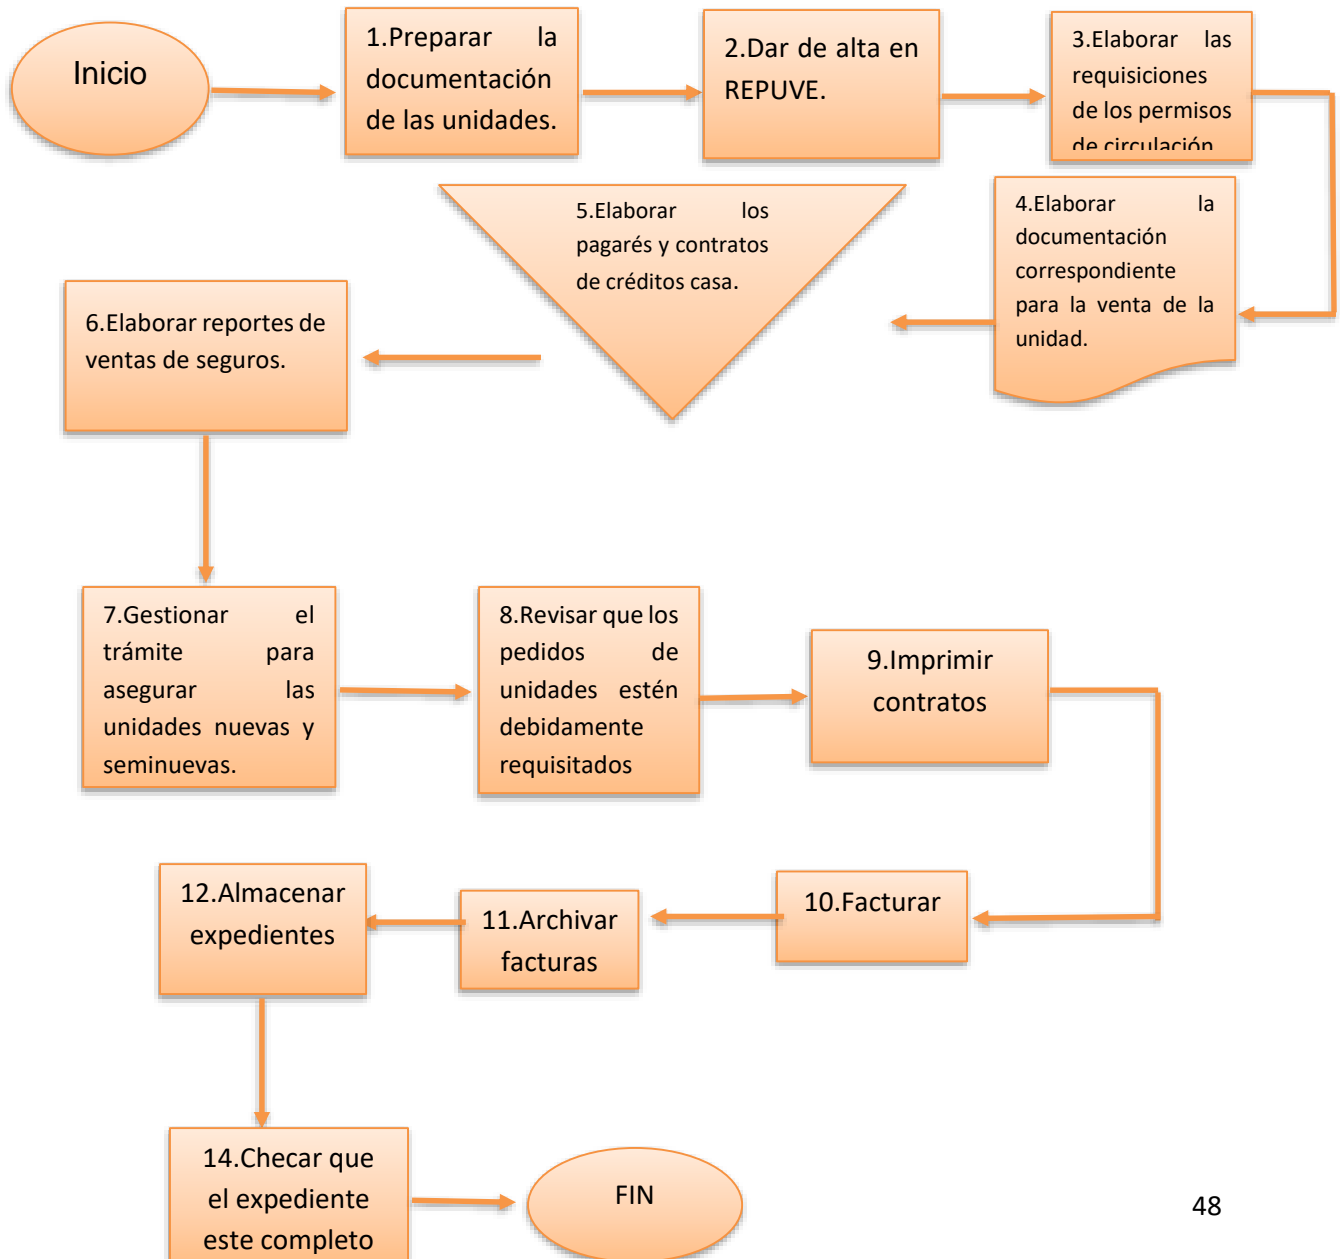 Inicio
1.Preparar la
documentación
de las unidades.
2.Dar de alta en
REPUVE.
3.Elaborar las
requisiciones
de los permisos
de circulación
4.Elaborar la
documentación
correspondiente
para la venta de la
unidad.
5.Elaborar los
pagarés y contratos
de créditos casa.
6.Elaborar reportes de
ventas de seguros.
7.Gestionar el
trámite para
asegurar las
unidades nuevas y
seminuevas.
8.Revisar que los
pedidos de
unidades estén
debidamente
requisitados
9.Imprimir
contratos
10.Facturar
11.Archivar
facturas
12.Almacenar
expedientes
14.Checar que
el expediente
este completo
FIN
48